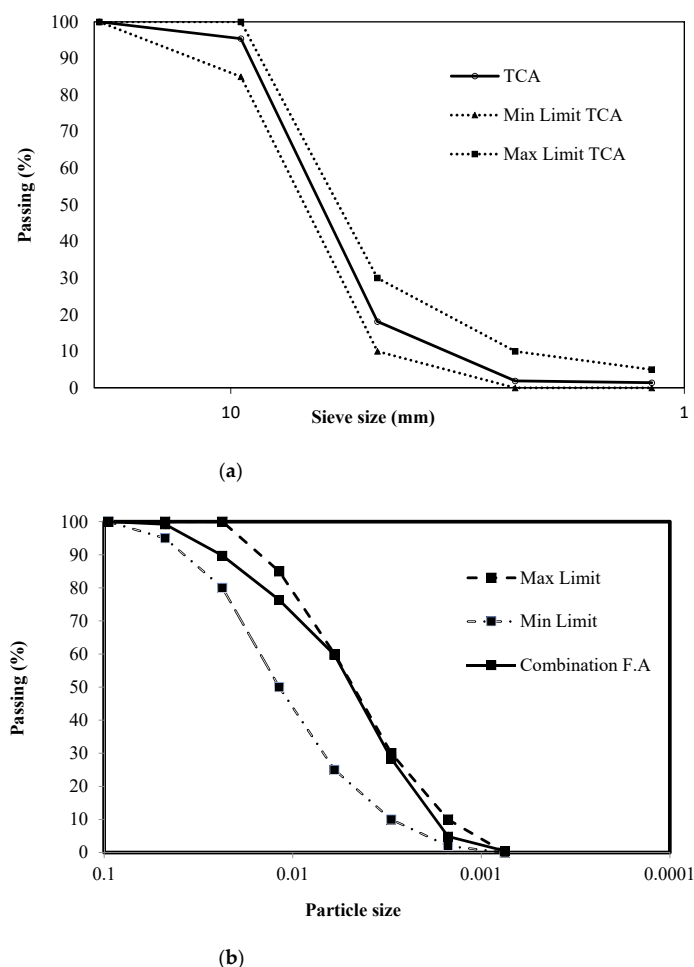 100
90
80
70
60
50
40
30
20
10
0
Passing (%)
TCA
Min Limit TCA
Max Limit TCA
10
1
Sieve size (mm)
(a)
100
90
80
70
60
50
40
30
20
10
0
Passing (%)
Max Limit
Min Limit
Combination F.A
0.1
0.01
0.001
0.0001
Particle size
(b)